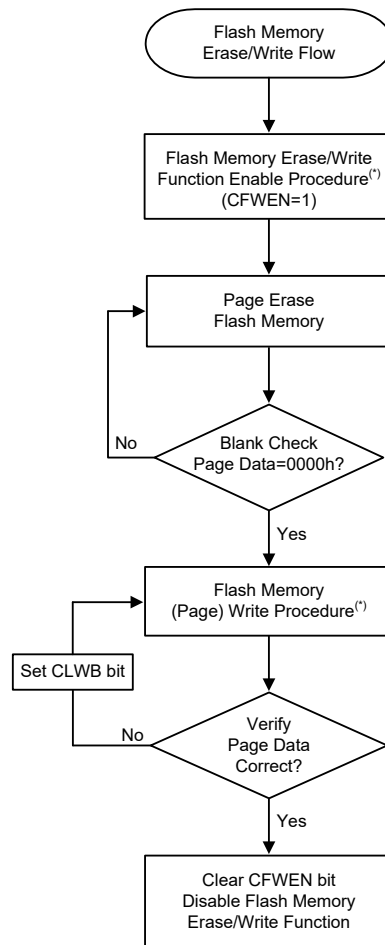 Flash Memory
Erase/Write Flow
Flash Memory Erase/Write
Function Enable Procedure(*)
(CFWEN=1)
Page Erase
Flash Memory
No
Blank Check
Page Data=0000h?
Yes
Flash Memory
(Page) Write Procedure(*)
Set CLWB bit
No
Verify
Page Data
Correct?
Yes
Clear CFWEN bit
Disable Flash Memory
Erase/Write Function